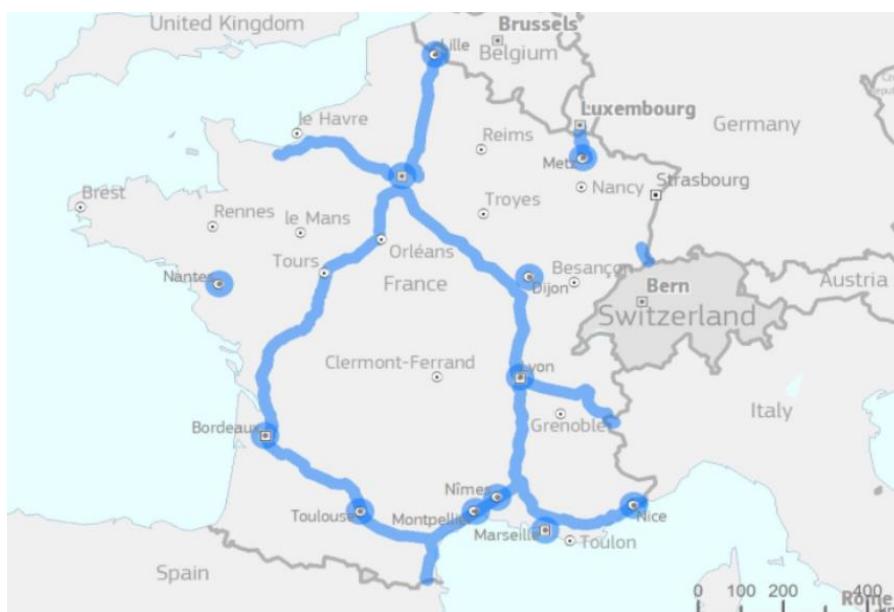 United Kingdom
Brussels
Lille
Belgium
Luxembourg
Germany
le Havre
Reims
Metz
Nancy
Strasbourg
Brest
Rennes
le Mans
Troyes
Orléans
Tours
France
Nantes
Dijon
Besançon
Bern
Switzerland
Austria
Clermont-Ferrand
Lyon
Grenoble
Italy
Bordeaux
Nîmes
Toulouse
Montpellier
Marseille
Nice
Toulon
Spain
0 100 200 400
Rome